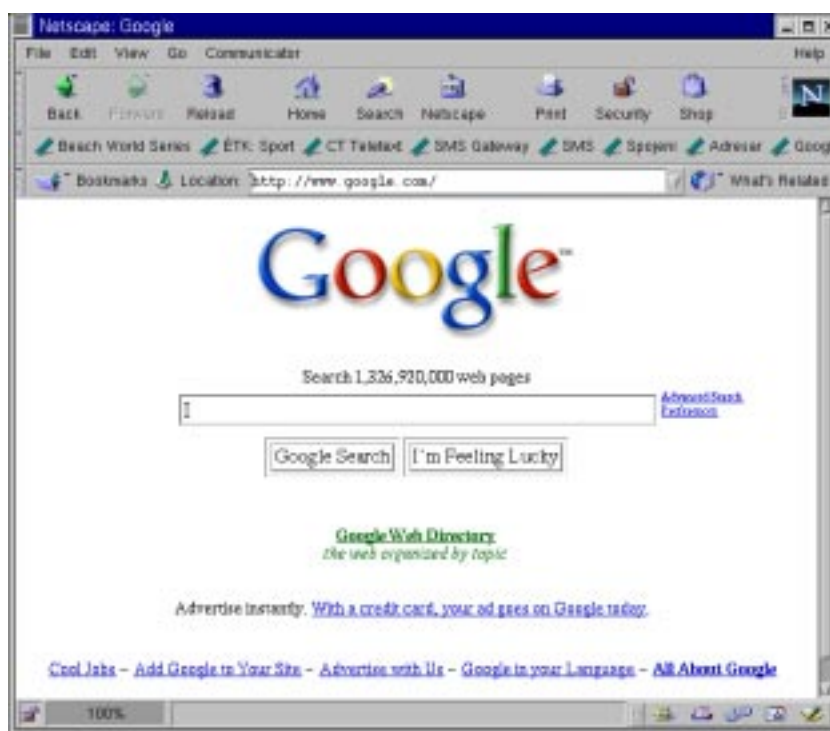 Netscape: Google
File Edit View Go Communicator Help
Back Forward Reload Home Search Netscape Print Security Shop
N
Beach World Series ČTK: Sport ČT Teletext SMS Gateway SMS Spojeni Adresar Goog
Bookmarks Location: http://www.google.com/ What's Related
Google™
Search 1,326,920,000 web pages
Advanced Search
Preferences
Google Search I'm Feeling Lucky
Google Web Directory
the web organized by topic
Advertise instantly. With a credit card, your ad goes on Google today.
Cool Jobs - Add Google to Your Site - Advertise with Us - Google in your Language - All About Google
100%